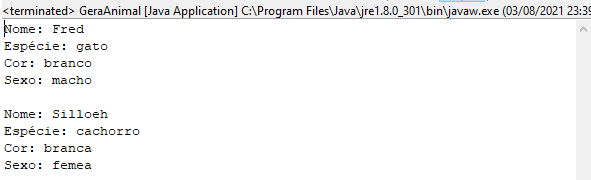 <terminated> GeraAnimal [Java Application] C:\Program Files\Java\jre1.8.0_301\bin\javaw.exe (03/08/2021 23:39
Nome: Fred
Espécie: gato
Cor: branco
Sexo: macho
Nome: Silloeh
Espécie: cachorro
Cor: branca
Sexo: femea